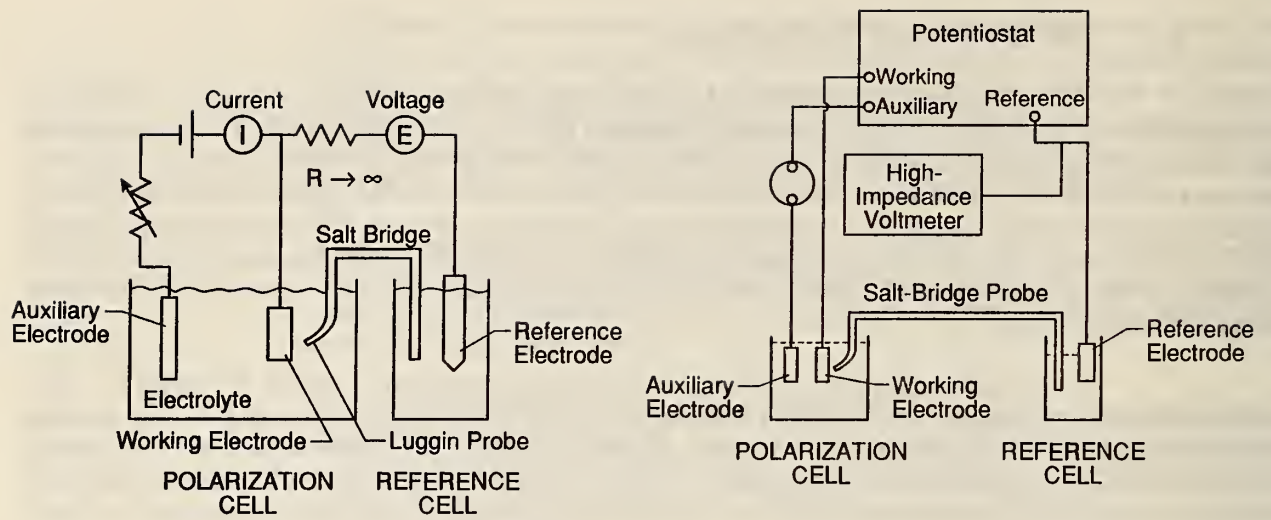 Current
Voltage
I
E
R → ∞
Salt Bridge
Auxiliary
Electrode
Reference
Electrode
Electrolyte
Working Electrode
Luggin Probe
POLARIZATION
CELL
REFERENCE
CELL
Potentiostat
Working
Auxiliary
Reference
High-
Impedance
Voltmeter
Salt-Bridge Probe
Reference
Electrode
Auxiliary
Electrode
Working
Electrode
POLARIZATION
CELL
REFERENCE
CELL